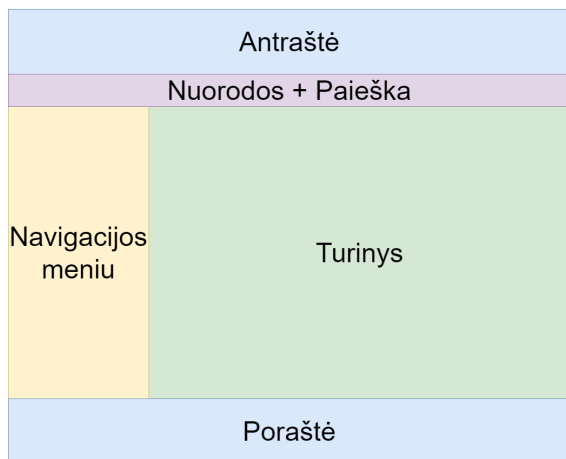 Antraštė
Nuorodos + Paieška
Navigacijos
meniu
Turinys
Poraštė